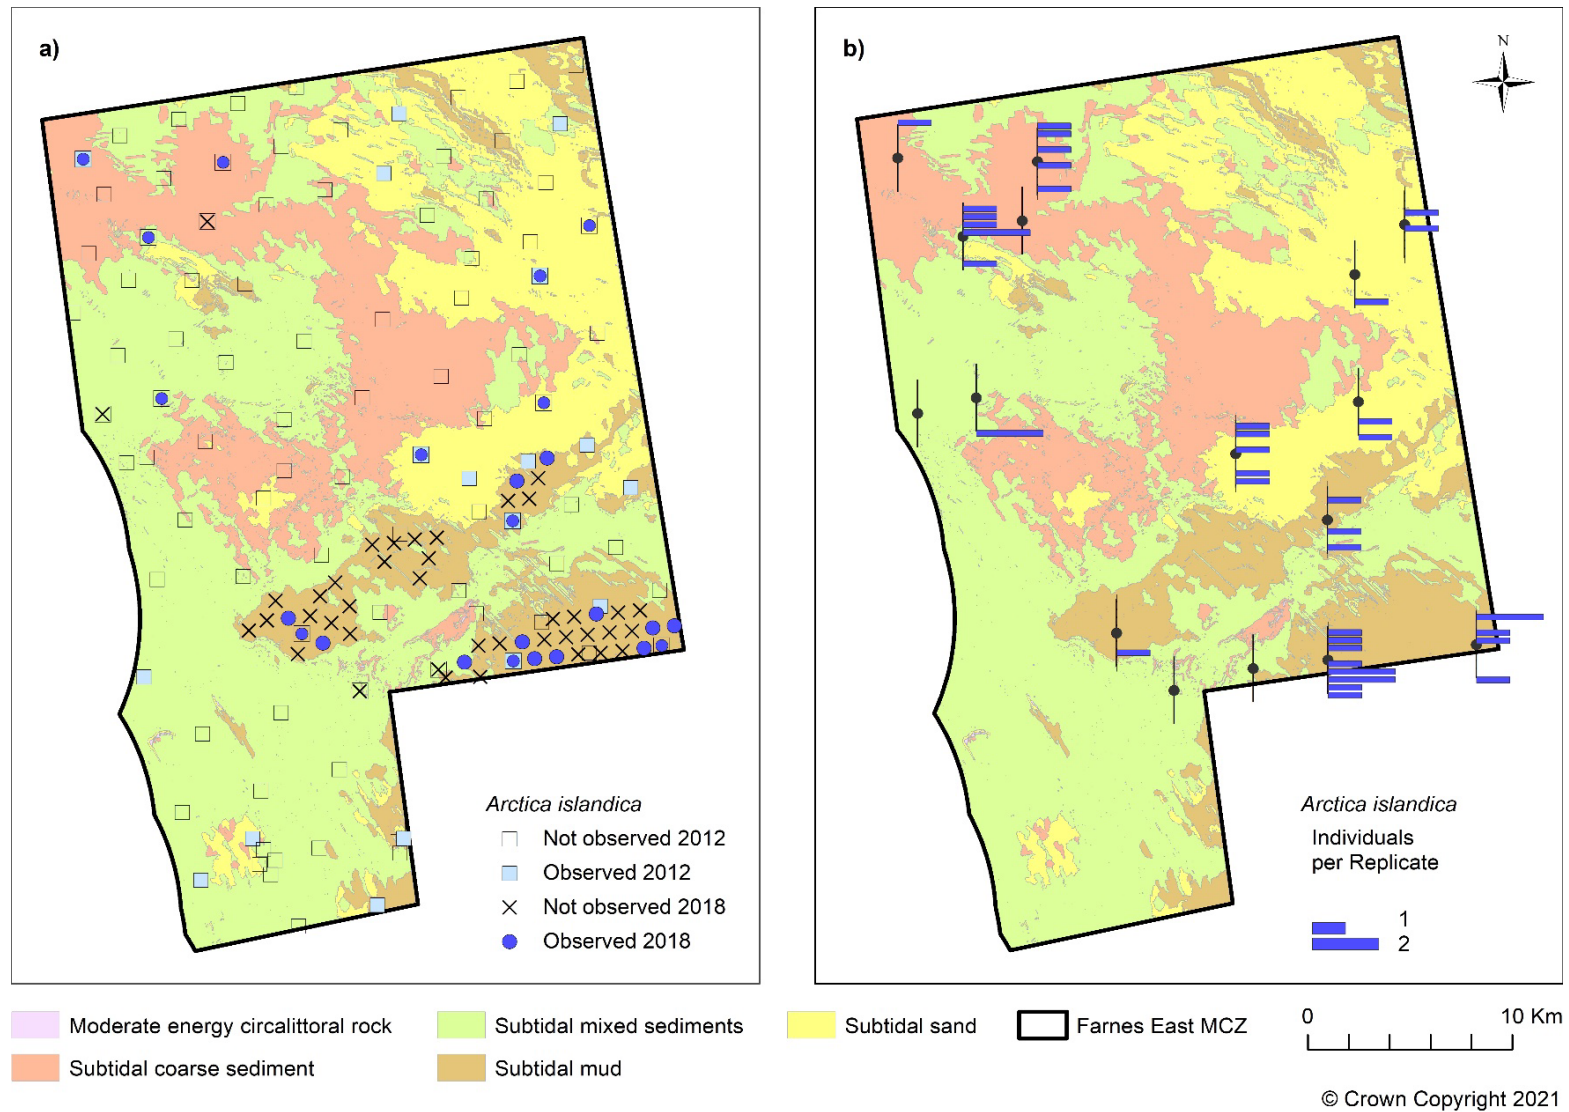 a)
b)
N
Arctica islandica
Not observed 2012
Observed 2012
Not observed 2018
Observed 2018
Arctica islandica
Individuals
per Replicate
1
2
Moderate energy circalittoral rock
Subtidal mixed sediments
Subtidal sand
Farnes East MCZ
0 10 Km
Subtidal coarse sediment
Subtidal mud
© Crown Copyright 2021